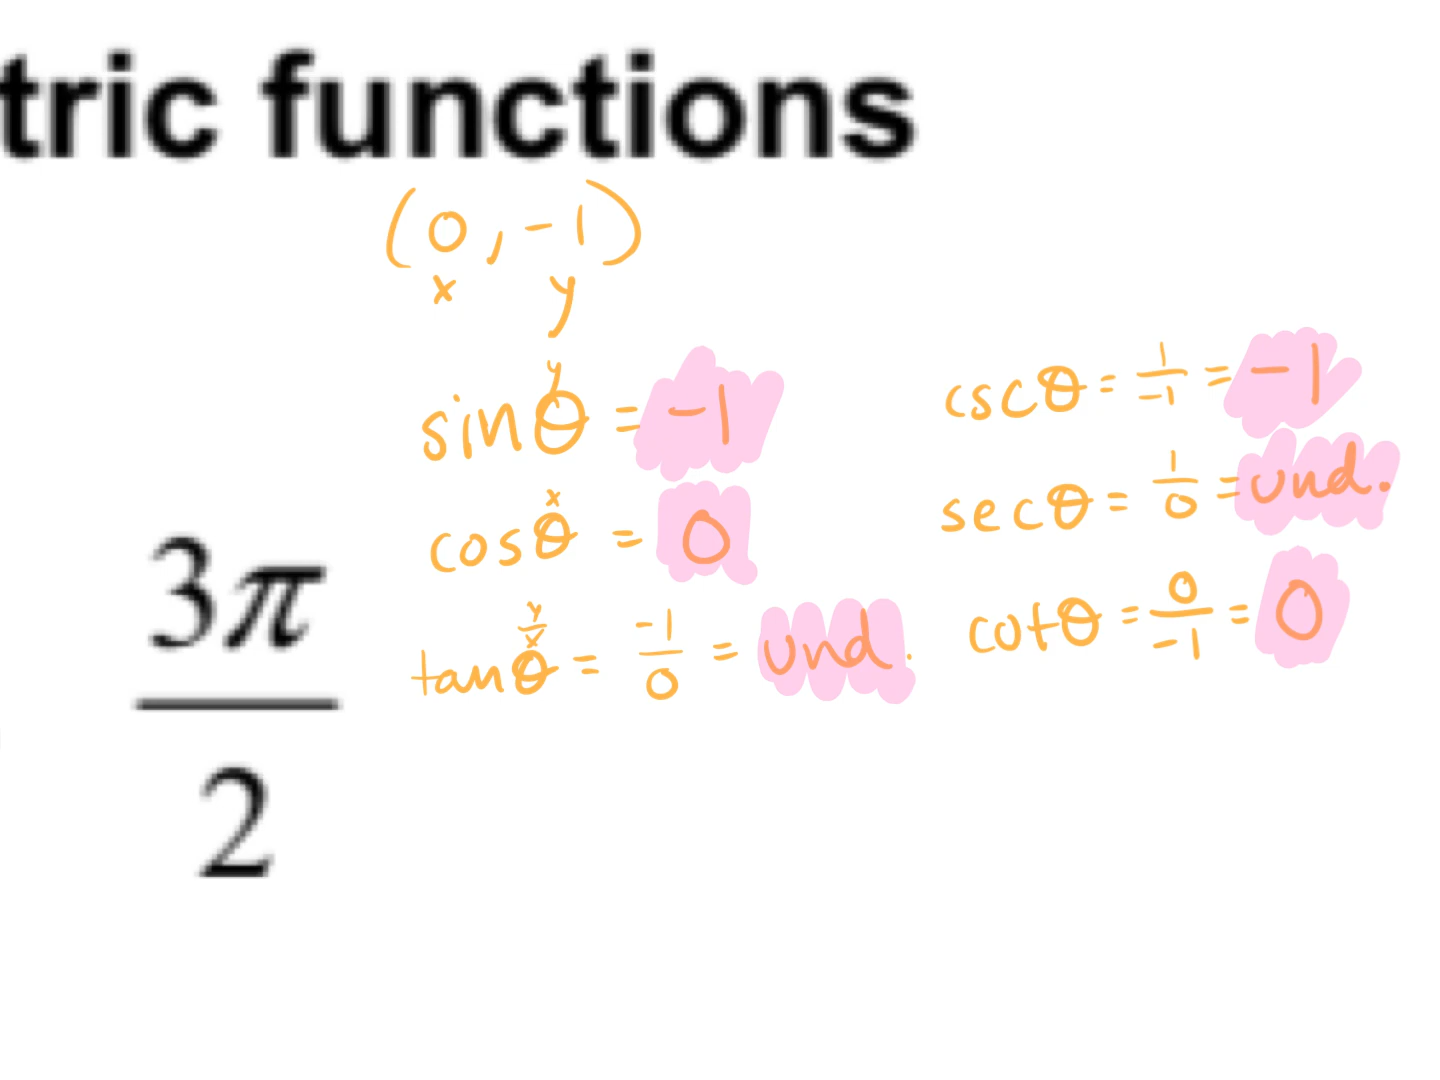 tric functions
(0, -1)
x y
y
sinθ = -1
x
cosθ = 0
y/x
tanθ = -1/0 = und.
cscθ = 1/-1 = -1
secθ = 1/0 = und.
cotθ = 0/-1 = 0
3π
2